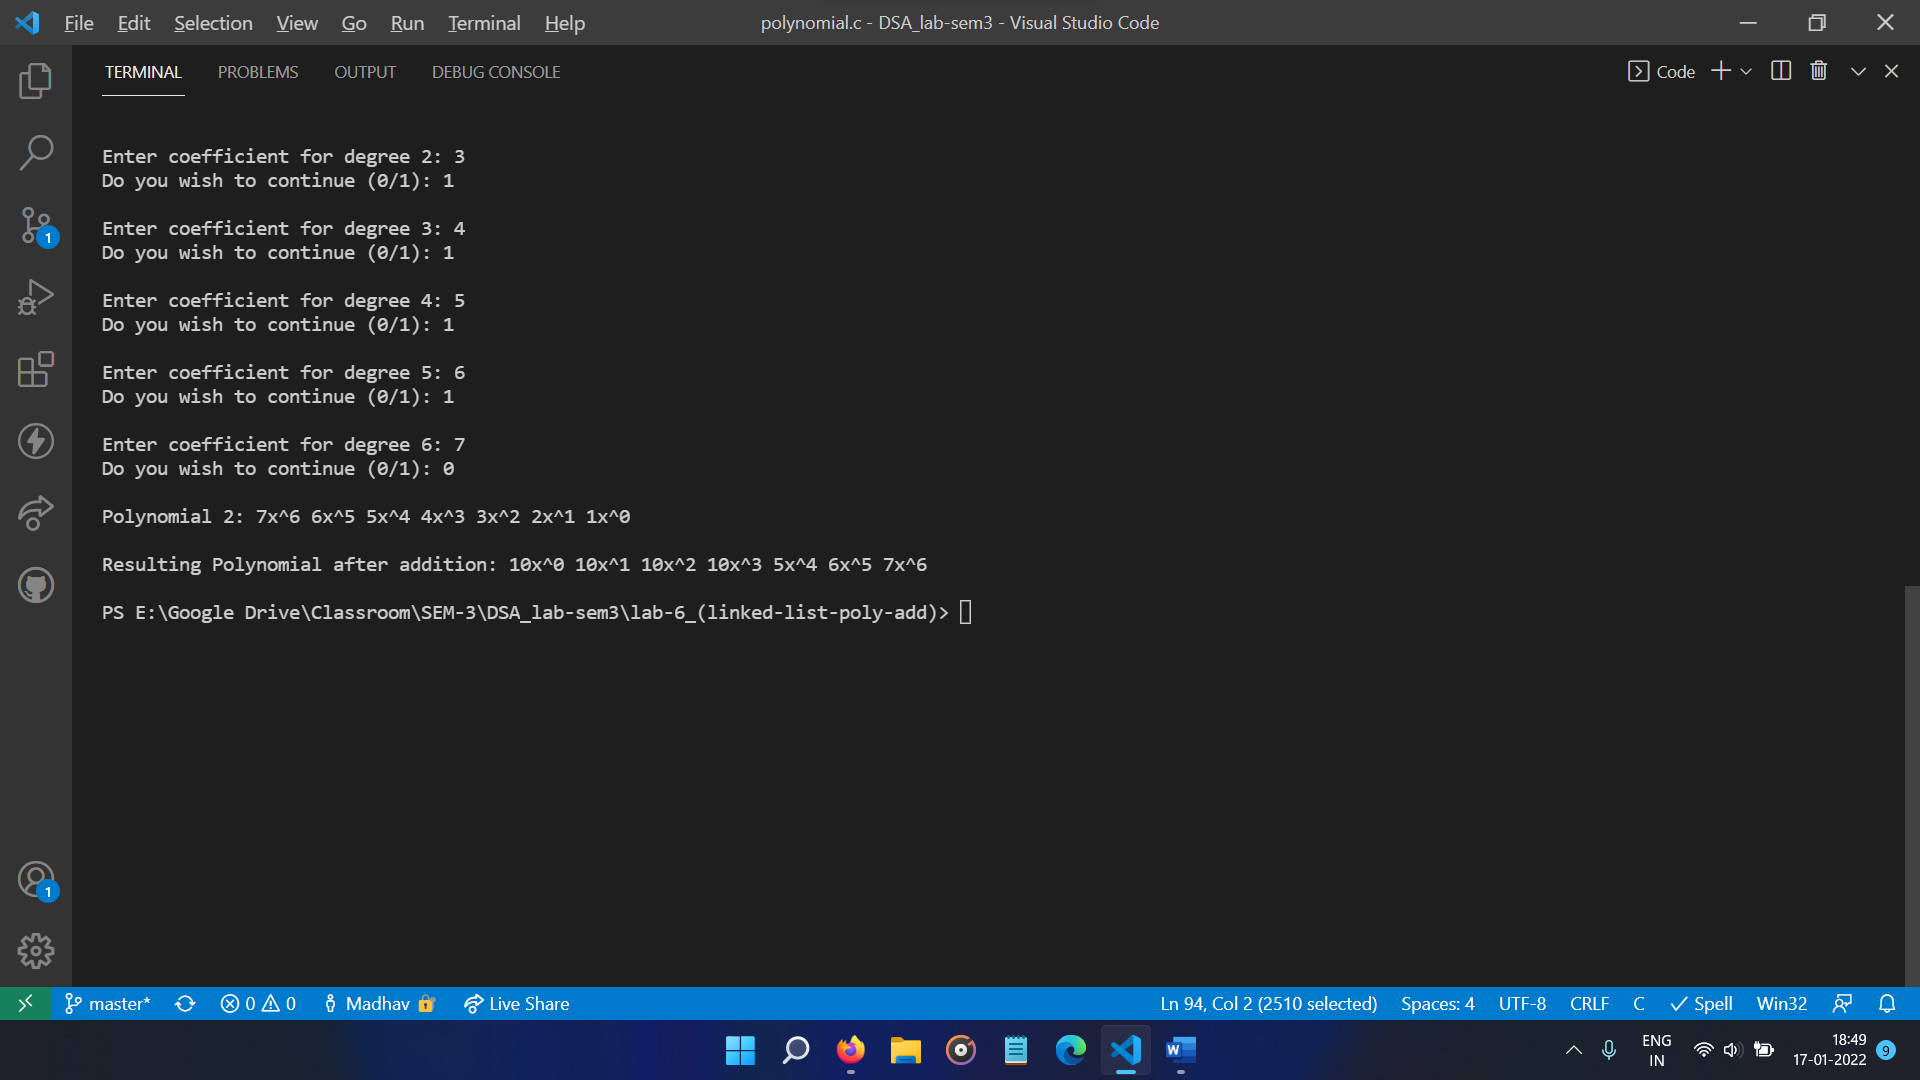 File Edit Selection View Go Run Terminal Help
polynomial.c - DSA_lab-sem3 - Visual Studio Code
TERMINAL PROBLEMS OUTPUT DEBUG CONSOLE
Code
Enter coefficient for degree 2: 3
Do you wish to continue (0/1): 1
Enter coefficient for degree 3: 4
Do you wish to continue (0/1): 1
Enter coefficient for degree 4: 5
Do you wish to continue (0/1): 1
Enter coefficient for degree 5: 6
Do you wish to continue (0/1): 1
Enter coefficient for degree 6: 7
Do you wish to continue (0/1): 0
Polynomial 2: 7x^6 6x^5 5x^4 4x^3 3x^2 2x^1 1x^0
Resulting Polynomial after addition: 10x^0 10x^1 10x^2 10x^3 5x^4 6x^5 7x^6
PS E:\Google Drive\Classroom\SEM-3\DSA_lab-sem3\lab-6_(linked-list-poly-add)>
1
1
master* 0 0 Madhav Live Share
Ln 94, Col 2 (2510 selected) Spaces: 4 UTF-8 CRLF C Spell Win32
W
ENG
IN
18:49
17-01-2022
9